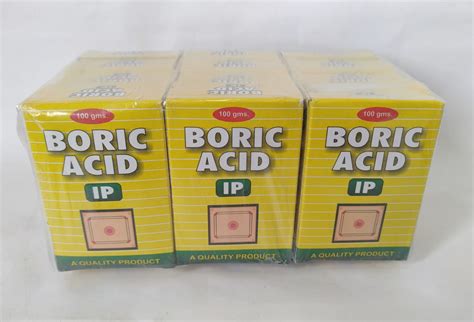 100 gms.
BORIC
ACID
IP
A QUALITY PRODUCT
100 gms.
BORIC
ACID
IP
A QUALITY PRODUCT
100 gms.
BORIC
ACID
IP
A QUALITY PRODUCT